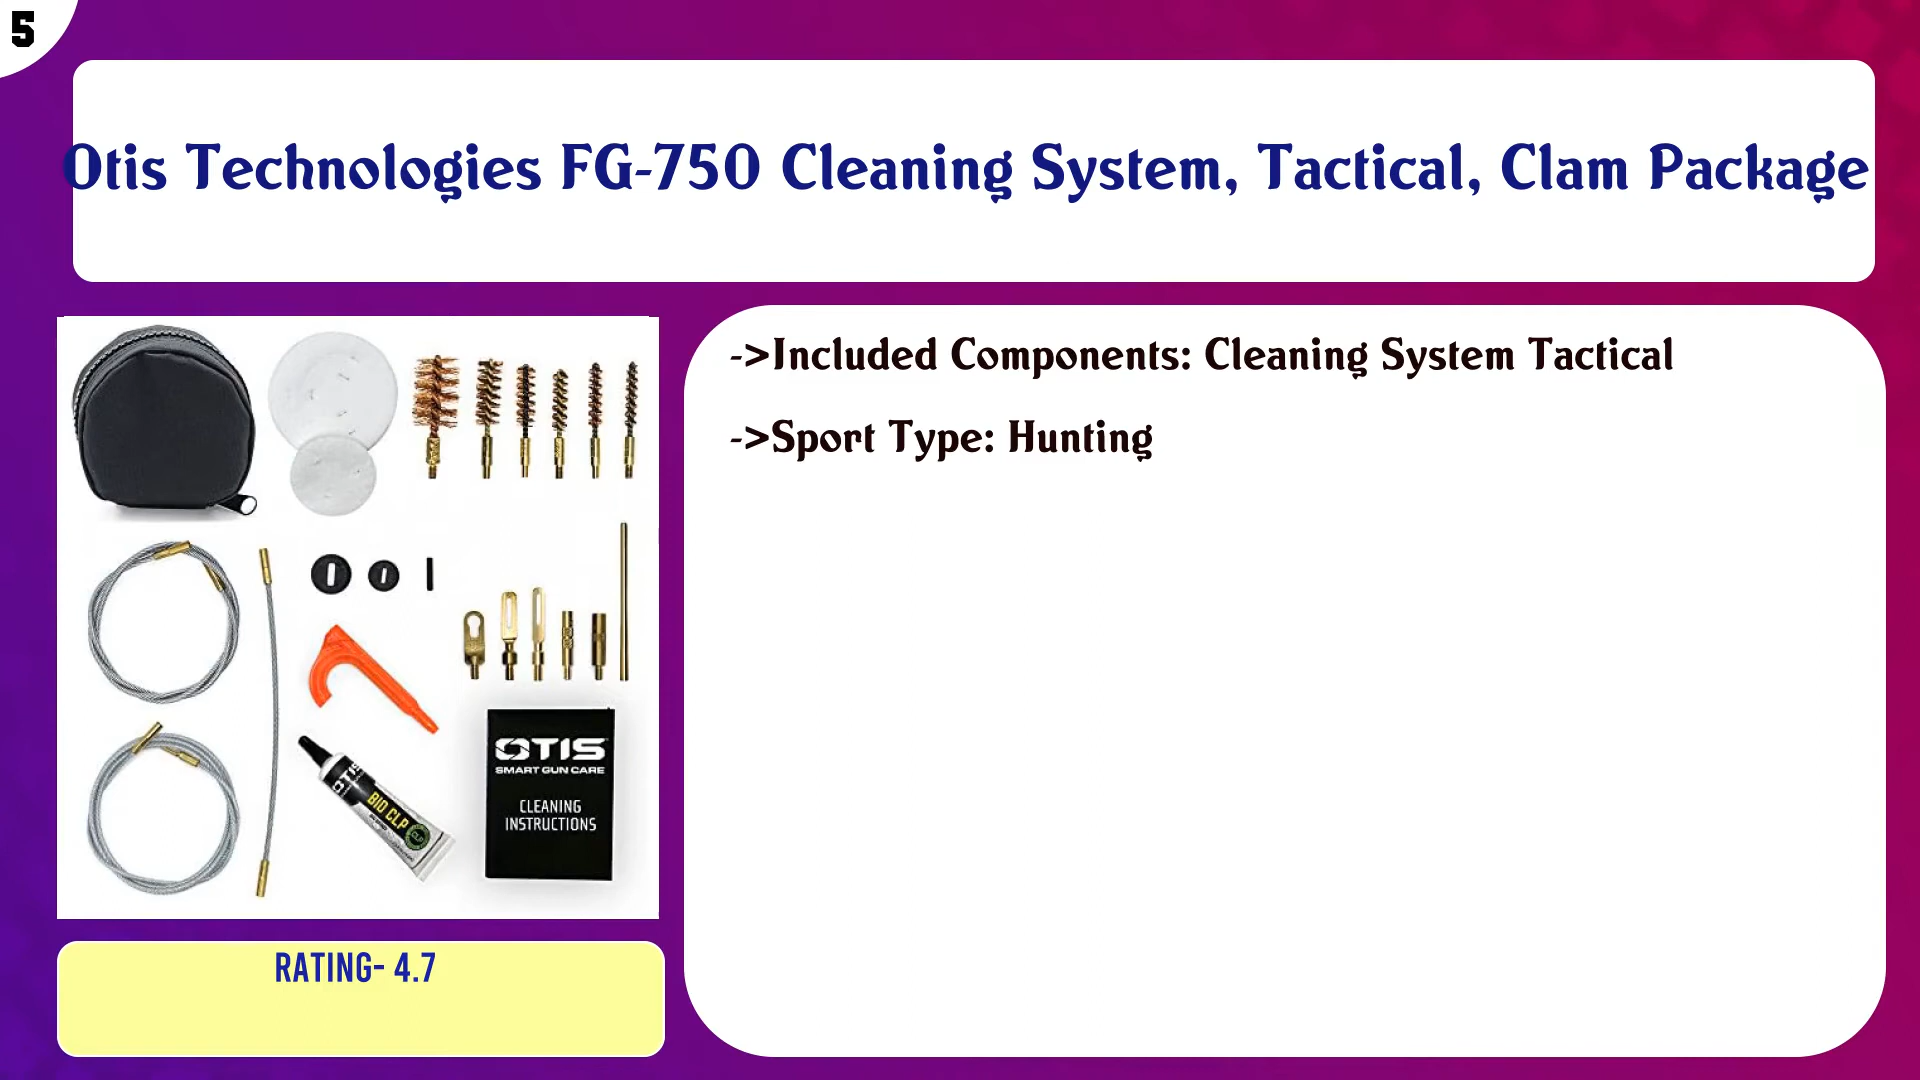 5
Otis Technologies FG-750 Cleaning System, Tactical, Clam Package
->Included Components: Cleaning System Tactical
->Sport Type: Hunting
OTIS
SMART GUN CARE
CLEANING
INSTRUCTIONS
OTIS
BIO CLP
RATING- 4.7